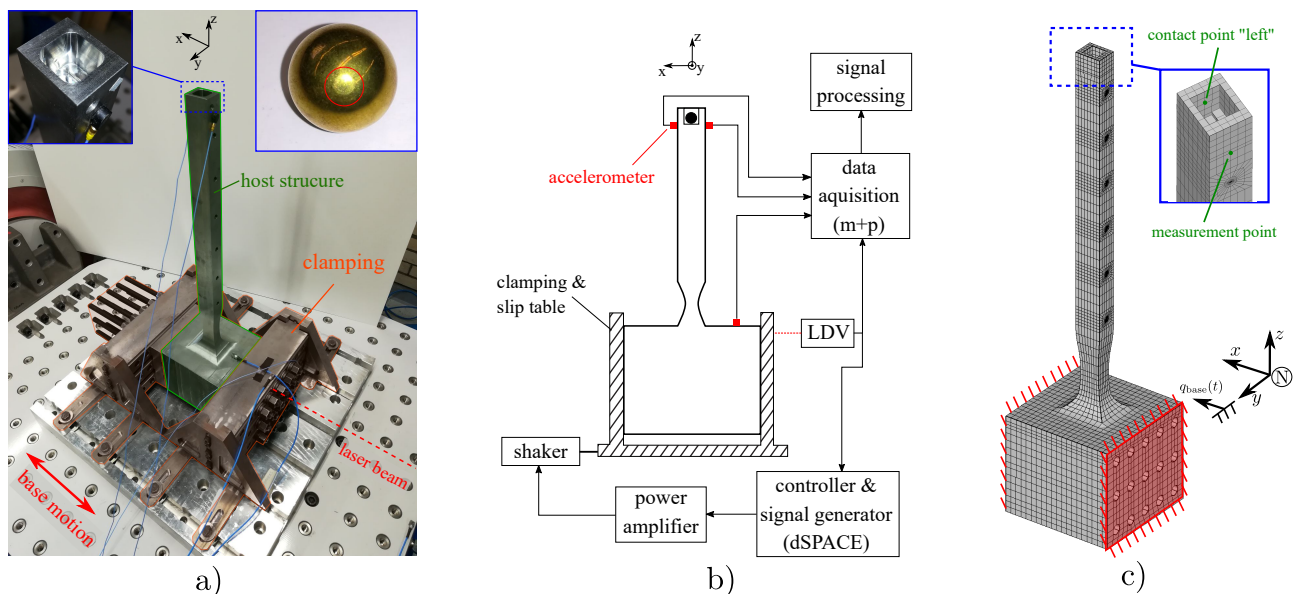 z
x
y
host strucure
clamping
laser beam
base motion
a)
z
x
y
signal
processing
accelerometer
data
aquisition
(m+p)
clamping &
slip table
LDV
shaker
power
amplifier
controller &
signal generator
(dSPACE)
b)
contact point "left"
measurement point
z
x
N
y
q_base(t)
c)